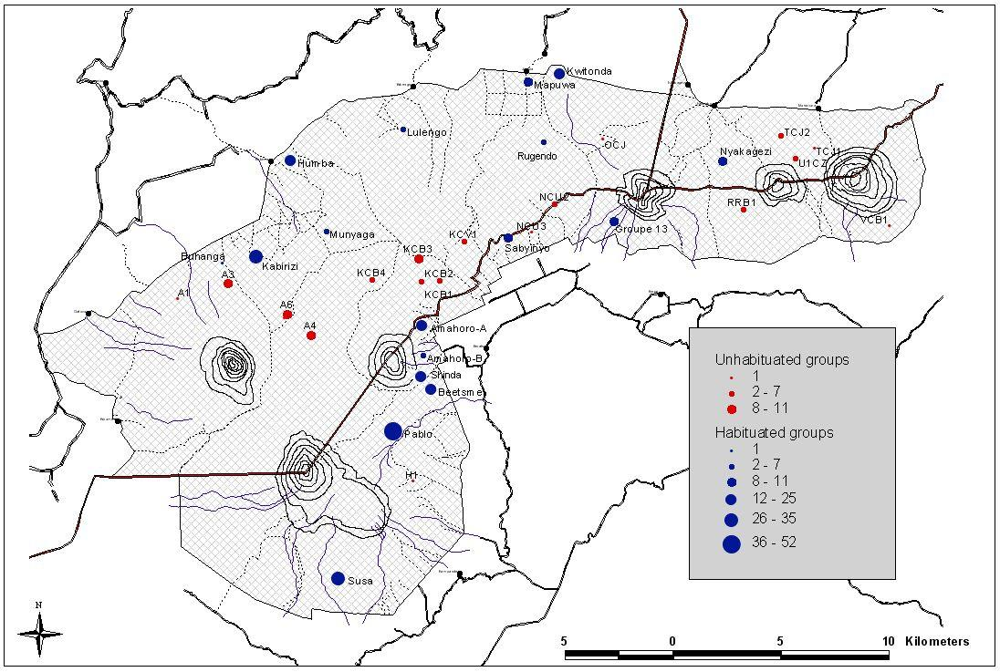 Kwitonda
Mapuwa
Lulengo
OCJ
TCJ2
Rugendo
Nyakagezi
TCJ1
U1CZ
Humba
NCU2
RRB1
VCB1
Munyaga
NCU3
Groupe 13
KCV1
Sabyinyo
Buhanga
KCB3
Kabirizi
A3
KCB4
KCB2
A1
KCB1
A6
A4
Amahoro-A
Amahoro-B
Shinda
Beetsme
Pablo
H1
Susa
Unhabituated groups
1
2 - 7
8 - 11
Habituated groups
1
2 - 7
8 - 11
12 - 25
26 - 35
36 - 52
N
5 0 5 10 Kilometers